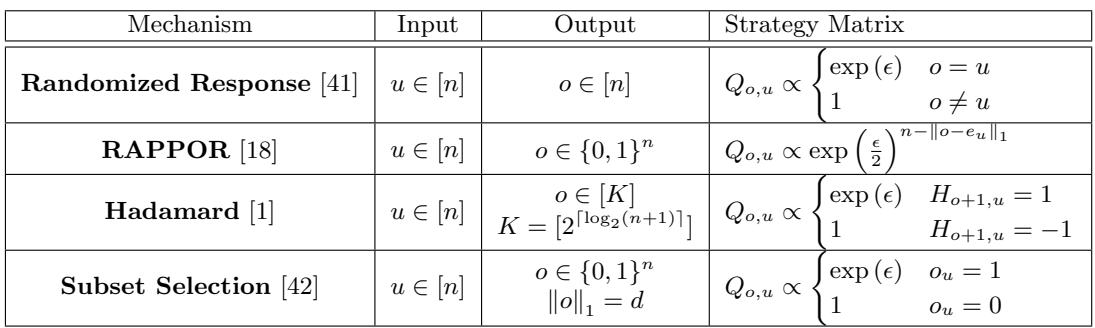 Mechanism Input Output Strategy Matrix
Randomized Response [41] u ∈ [n] o ∈ [n] Q_{o,u} ∝ { exp (ϵ) o = u
1 o ≠ u
RAPPOR [18] u ∈ [n] o ∈ {0, 1}^n Q_{o,u} ∝ exp (ϵ/2)^{n−‖o−e_u‖_1}
Hadamard [1] u ∈ [n] o ∈ [K]
K = [2^{⌈log_2(n+1)⌉}] Q_{o,u} ∝ { exp (ϵ) H_{o+1,u} = 1
1 H_{o+1,u} = −1
Subset Selection [42] u ∈ [n] o ∈ {0, 1}^n
‖o‖_1 = d Q_{o,u} ∝ { exp (ϵ) o_u = 1
1 o_u = 0